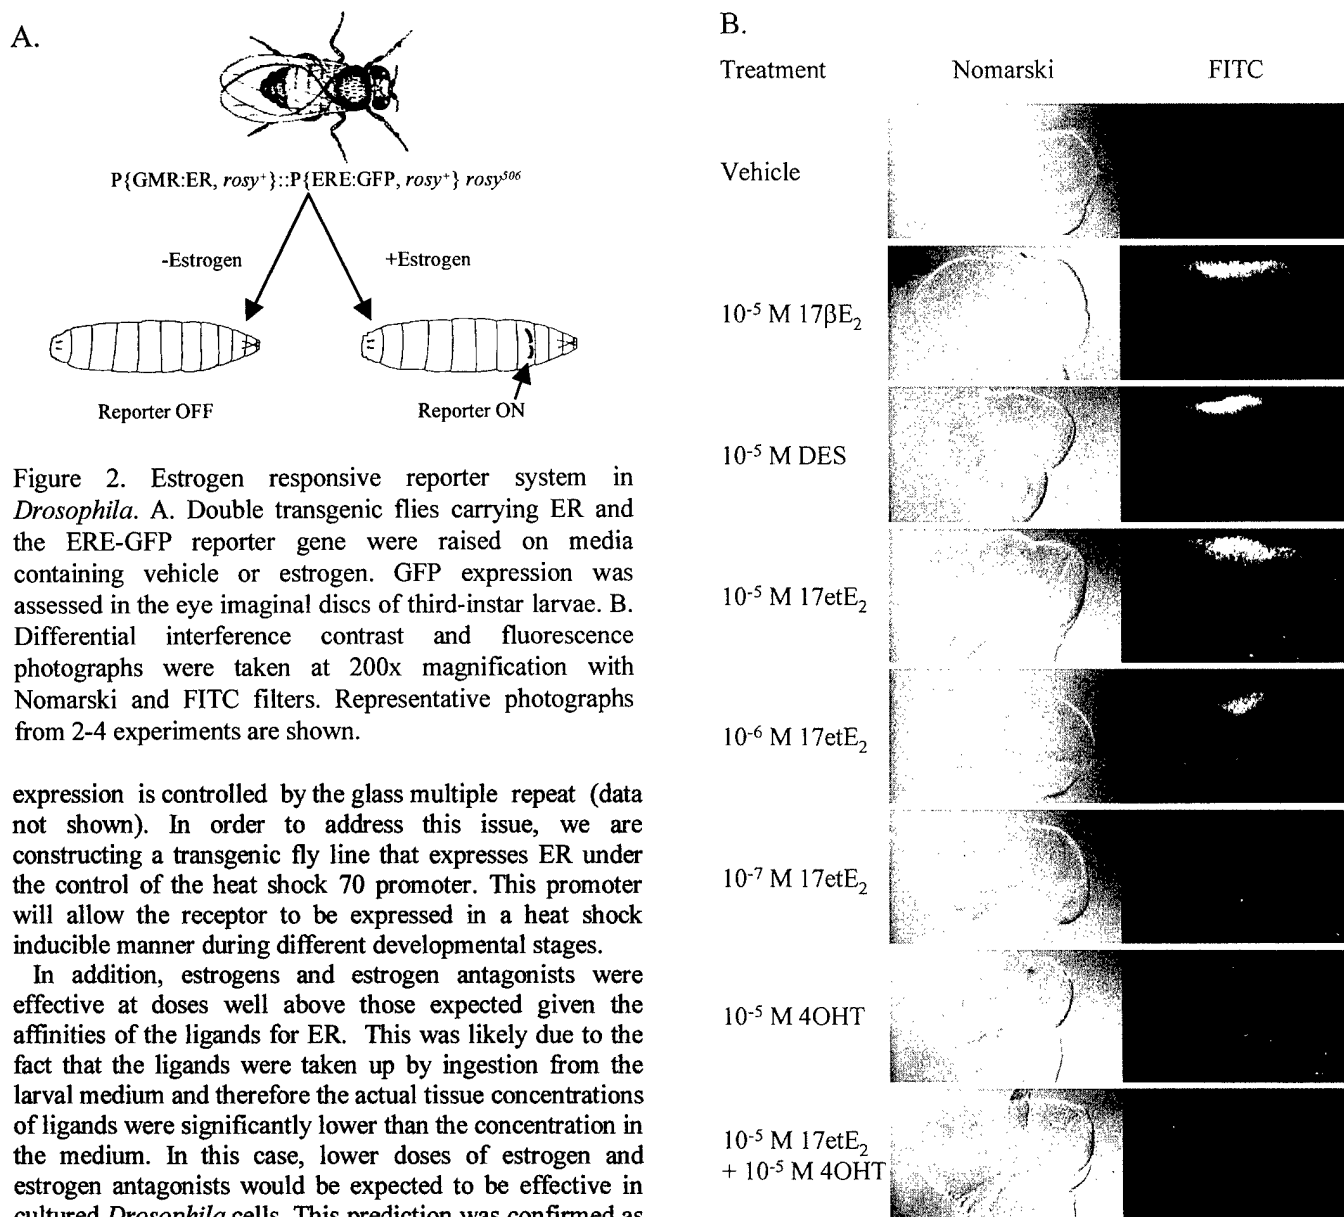 A.
P{GMR:ER, rosy⁺}::P{ERE:GFP, rosy⁺} rosy⁵⁰⁶
-Estrogen
+Estrogen
Reporter OFF
Reporter ON
Figure 2. Estrogen responsive reporter system in
Drosophila. A. Double transgenic flies carrying ER and
the ERE-GFP reporter gene were raised on media
containing vehicle or estrogen. GFP expression was
assessed in the eye imaginal discs of third-instar larvae. B.
Differential interference contrast and fluorescence
photographs were taken at 200x magnification with
Nomarski and FITC filters. Representative photographs
from 2-4 experiments are shown.
expression is controlled by the glass multiple repeat (data
not shown). In order to address this issue, we are
constructing a transgenic fly line that expresses ER under
the control of the heat shock 70 promoter. This promoter
will allow the receptor to be expressed in a heat shock
inducible manner during different developmental stages.
In addition, estrogens and estrogen antagonists were
effective at doses well above those expected given the
affinities of the ligands for ER. This was likely due to the
fact that the ligands were taken up by ingestion from the
larval medium and therefore the actual tissue concentrations
of ligands were significantly lower than the concentration in
the medium. In this case, lower doses of estrogen and
estrogen antagonists would be expected to be effective in
cultured Drosophila cells. This prediction was confirmed as
B.
Treatment Nomarski FITC
Vehicle
10⁻⁵ M 17βE₂
10⁻⁵ M DES
10⁻⁵ M 17etE₂
10⁻⁶ M 17etE₂
10⁻⁷ M 17etE₂
10⁻⁵ M 4OHT
10⁻⁵ M 17etE₂
+ 10⁻⁵ M 4OHT